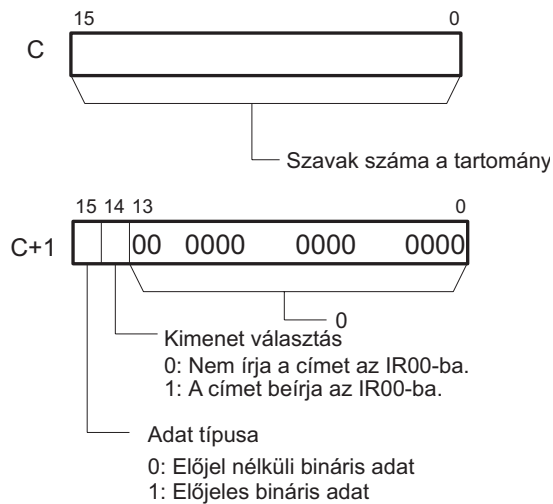 15 0
C
Szavak száma a tartomány
15 14 13 0
C+1 00 0000 0000 0000
0
Kimenet választás
0: Nem írja a címet az IR00-ba.
1: A címet beírja az IR00-ba.
Adat típusa
0: Előjel nélküli bináris adat
1: Előjeles bináris adat